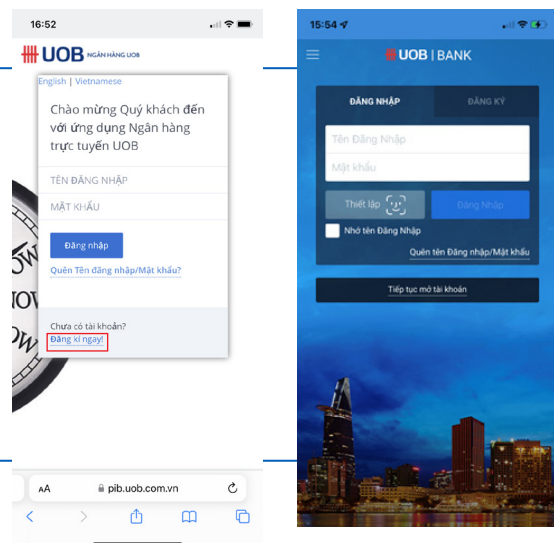 16:52
UOB NGÂN HÀNG UOB
English | Vietnamese
Chào mừng Quý khách đến
với ứng dụng Ngân hàng
trực tuyến UOB
TÊN ĐĂNG NHẬP
MẬT KHẨU
Đăng nhập
Quên Tên đăng nhập/Mật khẩu?
Chưa có tài khoản?
Đăng kí ngay!
NOW
NOW
NOW
AA
pib.uob.com.vn
15:54
UOB | BANK
ĐĂNG NHẬP
ĐĂNG KÝ
Tên Đăng Nhập
Mật khẩu
Thiết lập
Đăng Nhập
Nhớ tên Đăng Nhập
Quên tên Đăng nhập/Mật khẩu
Tiếp tục mở tài khoản